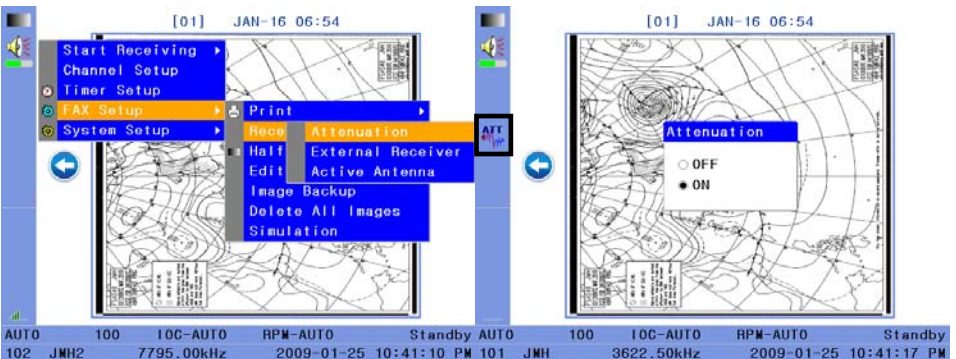 [01] JAN-16 06:54
Start Receiving
Channel Setup
Timer Setup
FAX Setup
System Setup
Print
Rece
Half
Edit
Image Backup
Delete All Images
Simulation
Attenuation
External Receiver
Active Antenna
AUTO 100 IOC-AUTO RPM-AUTO Standby
102 JMH2 7795.00kHz 2009-01-25 10:41:10 PM
[01] JAN-16 06:54
ATT
Attenuation
OFF
ON
AUTO 100 IOC-AUTO RPM-AUTO Standby
101 JMH 3622.50kHz 2009-01-25 10:41:17 PM